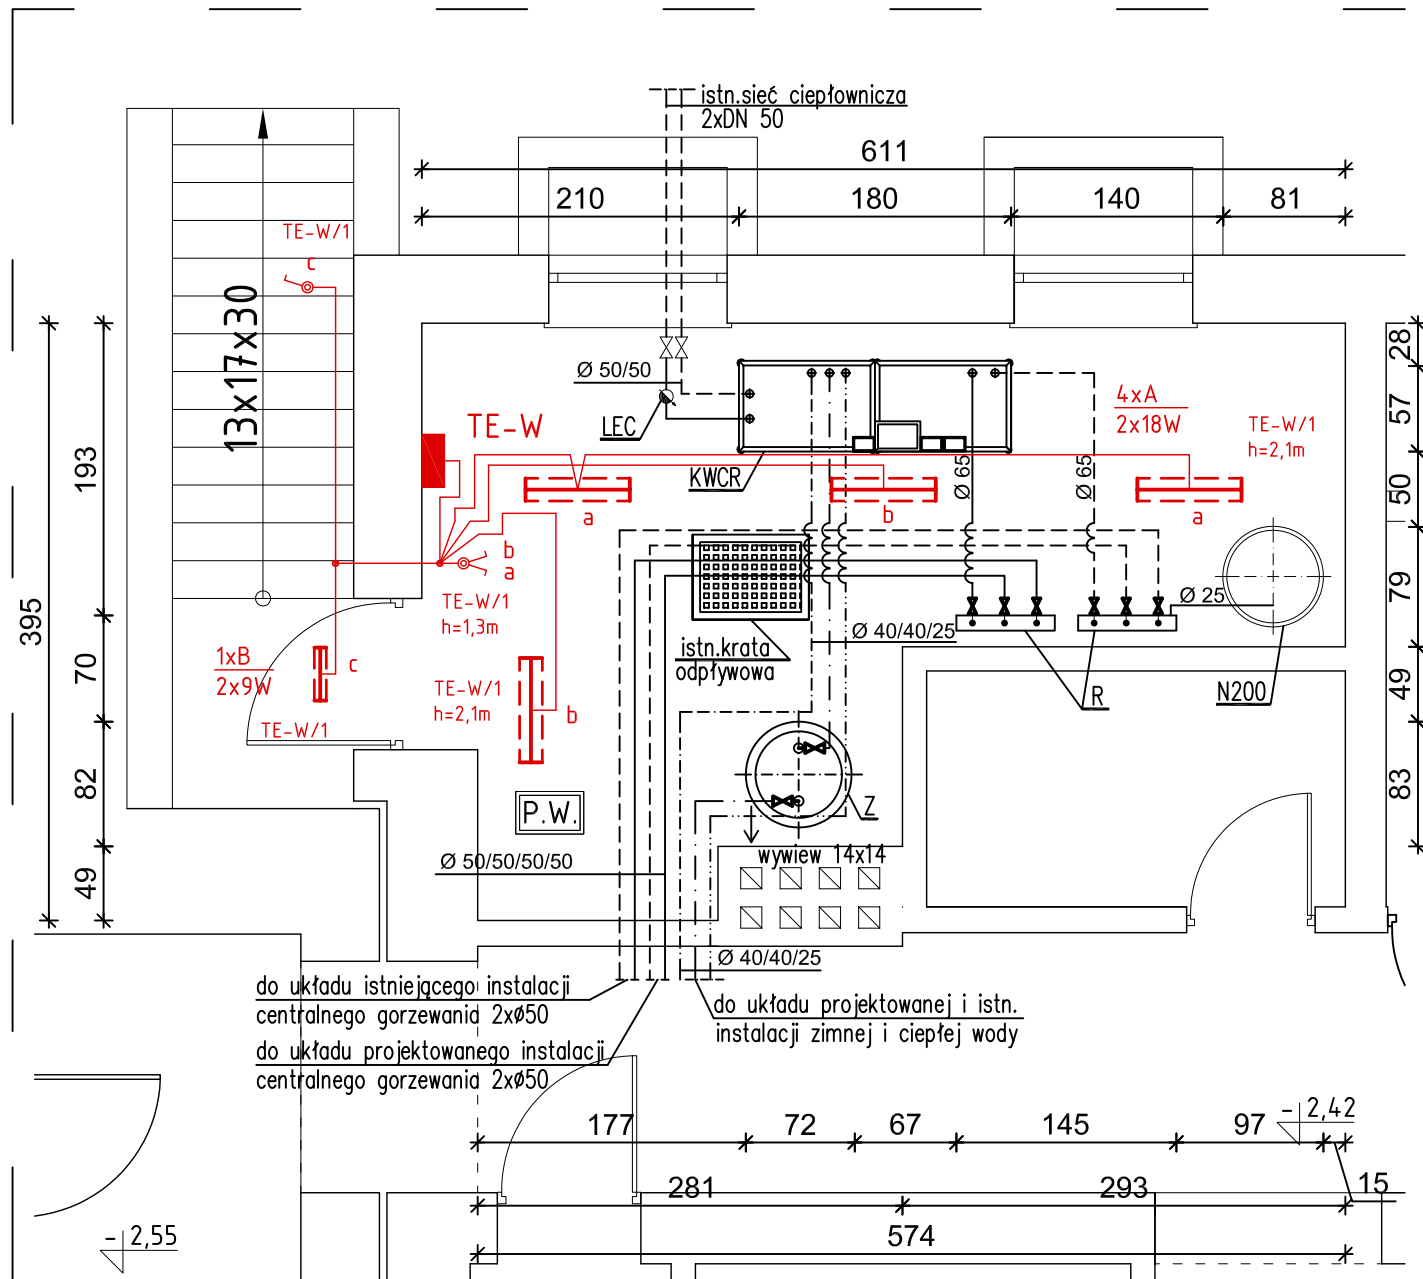 istn.sieć ciepłownicza
2xDN 50
611
210
180
140
81
TE-W/1
c
13x17x30
Ø 50/50
LEC
TE-W
KWCR
4xA
2x18W
TE-W/1
h=2,1m
Ø 65
Ø 65
a
b
a
28
57
50
79
49
83
395
193
70
82
49
b
a
TE-W/1
h=1,3m
Ø 25
Ø 40/40/25
istn.krata
odpływowa
1xB
2x9W
c
TE-W/1
TE-W/1
h=2,1m
b
R
N200
P.W.
Z
wywiew 14x14
Ø 50/50/50/50
Ø 40/40/25
do układu istniejącego instalacji
centralnego gorzewania 2xø50
do układu projektowanej i istn.
instalacji zimnej i ciepłej wody
do układu projektowanego instalacji
centralnego gorzewania 2xø50
177
72
67
145
97
- 2,42
281
293
15
574
- 2,55